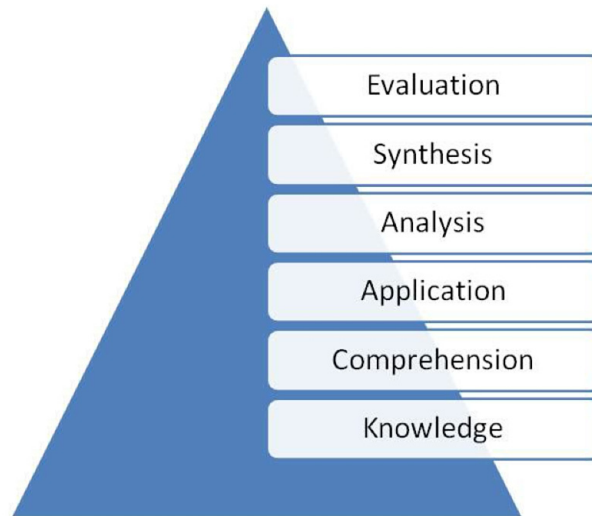 Evaluation
Synthesis
Analysis
Application
Comprehension
Knowledge